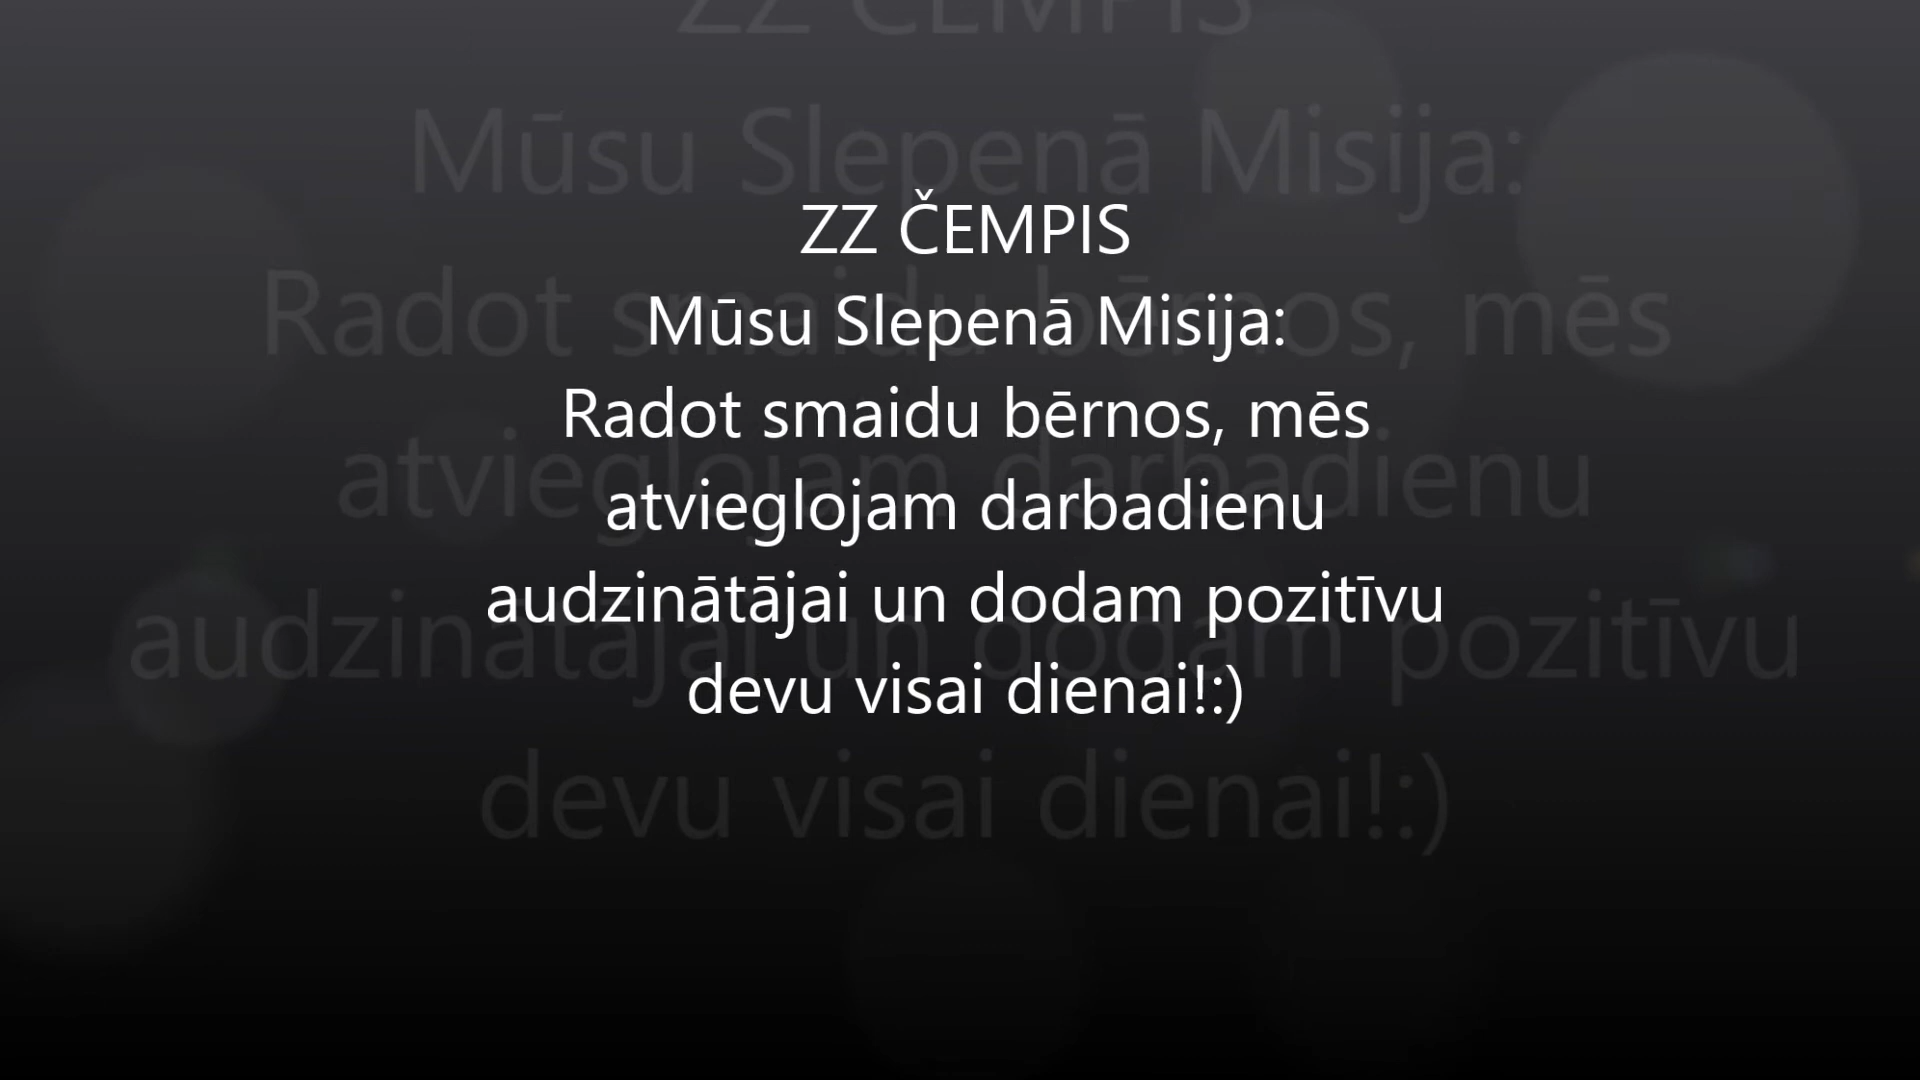 ZZ ČEMPIS
Mūsu Slepenā Misija:
Radot smaidu bērnos, mēs
atvieglojam darbadienu
audzinātājai un dodam pozitīvu
devu visai dienai!:)